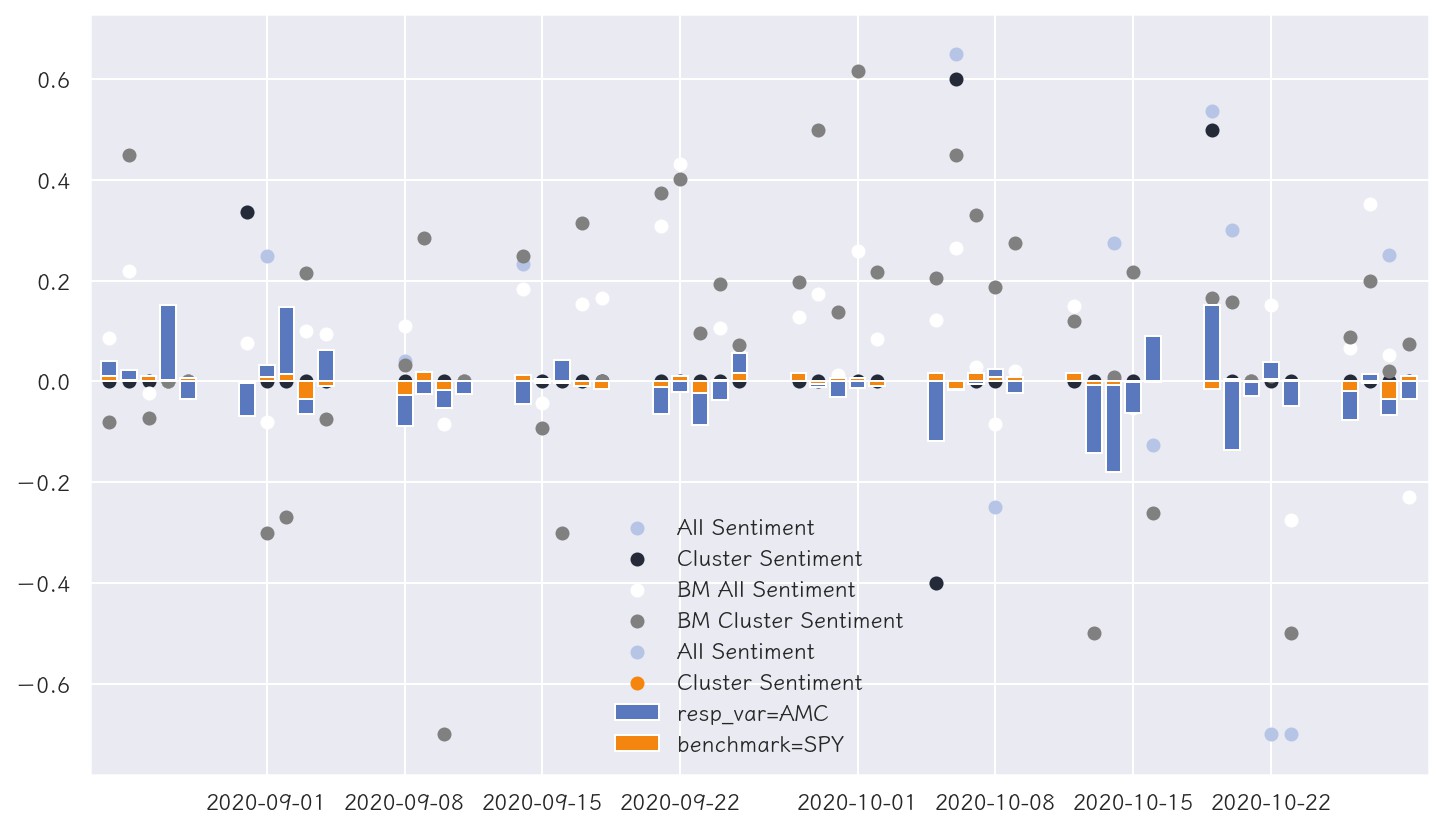 0.6
0.4
0.2
0.0
−0.2
−0.4
−0.6
All Sentiment
Cluster Sentiment
BM All Sentiment
BM Cluster Sentiment
All Sentiment
Cluster Sentiment
resp_var=AMC
benchmark=SPY
2020-09-01 2020-09-08 2020-09-15 2020-09-22 2020-10-01 2020-10-08 2020-10-15 2020-10-22